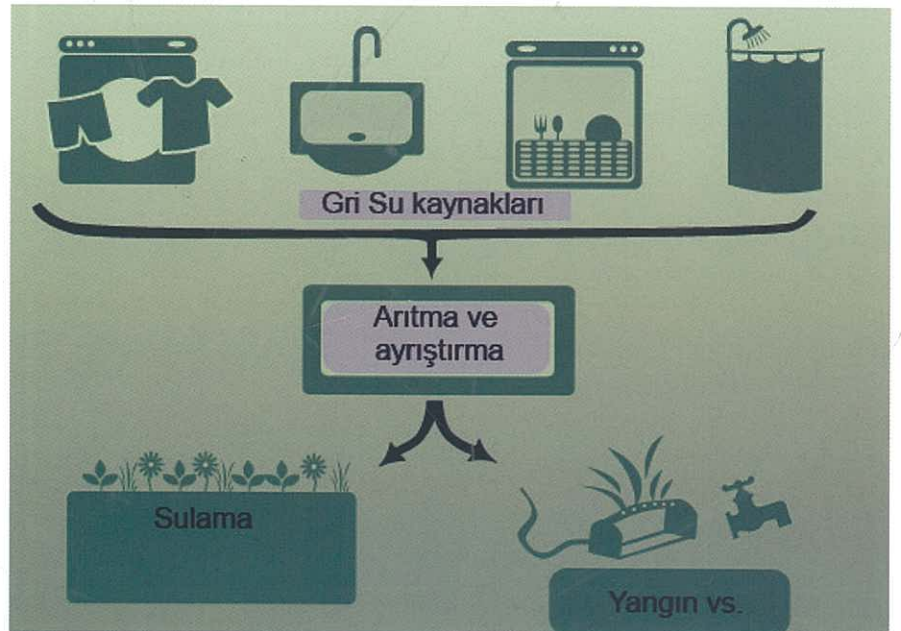 Gri Su kaynakları
Arıtma ve
ayrıştırma
Sulama
Yangın vs.